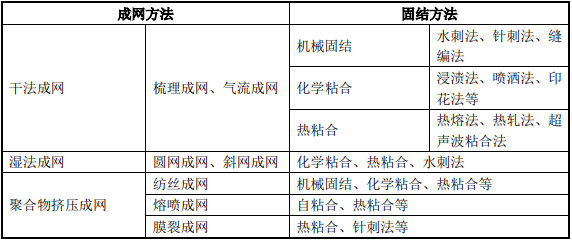 成网方法 固结方法
干法成网 梳理成网、气流成网 机械固结 水刺法、针刺法、缝
编法
化学粘合 浸渍法、喷洒法、印
花法等
热粘合 热熔法、热轧法、超
声波粘合法
湿法成网 圆网成网、斜网成网 化学粘合、热粘合、水刺法
聚合物挤压成网 纺丝成网 机械固结、化学粘合、热粘合等
熔喷成网 自粘合、热粘合等
膜裂成网 热粘合、针刺法等